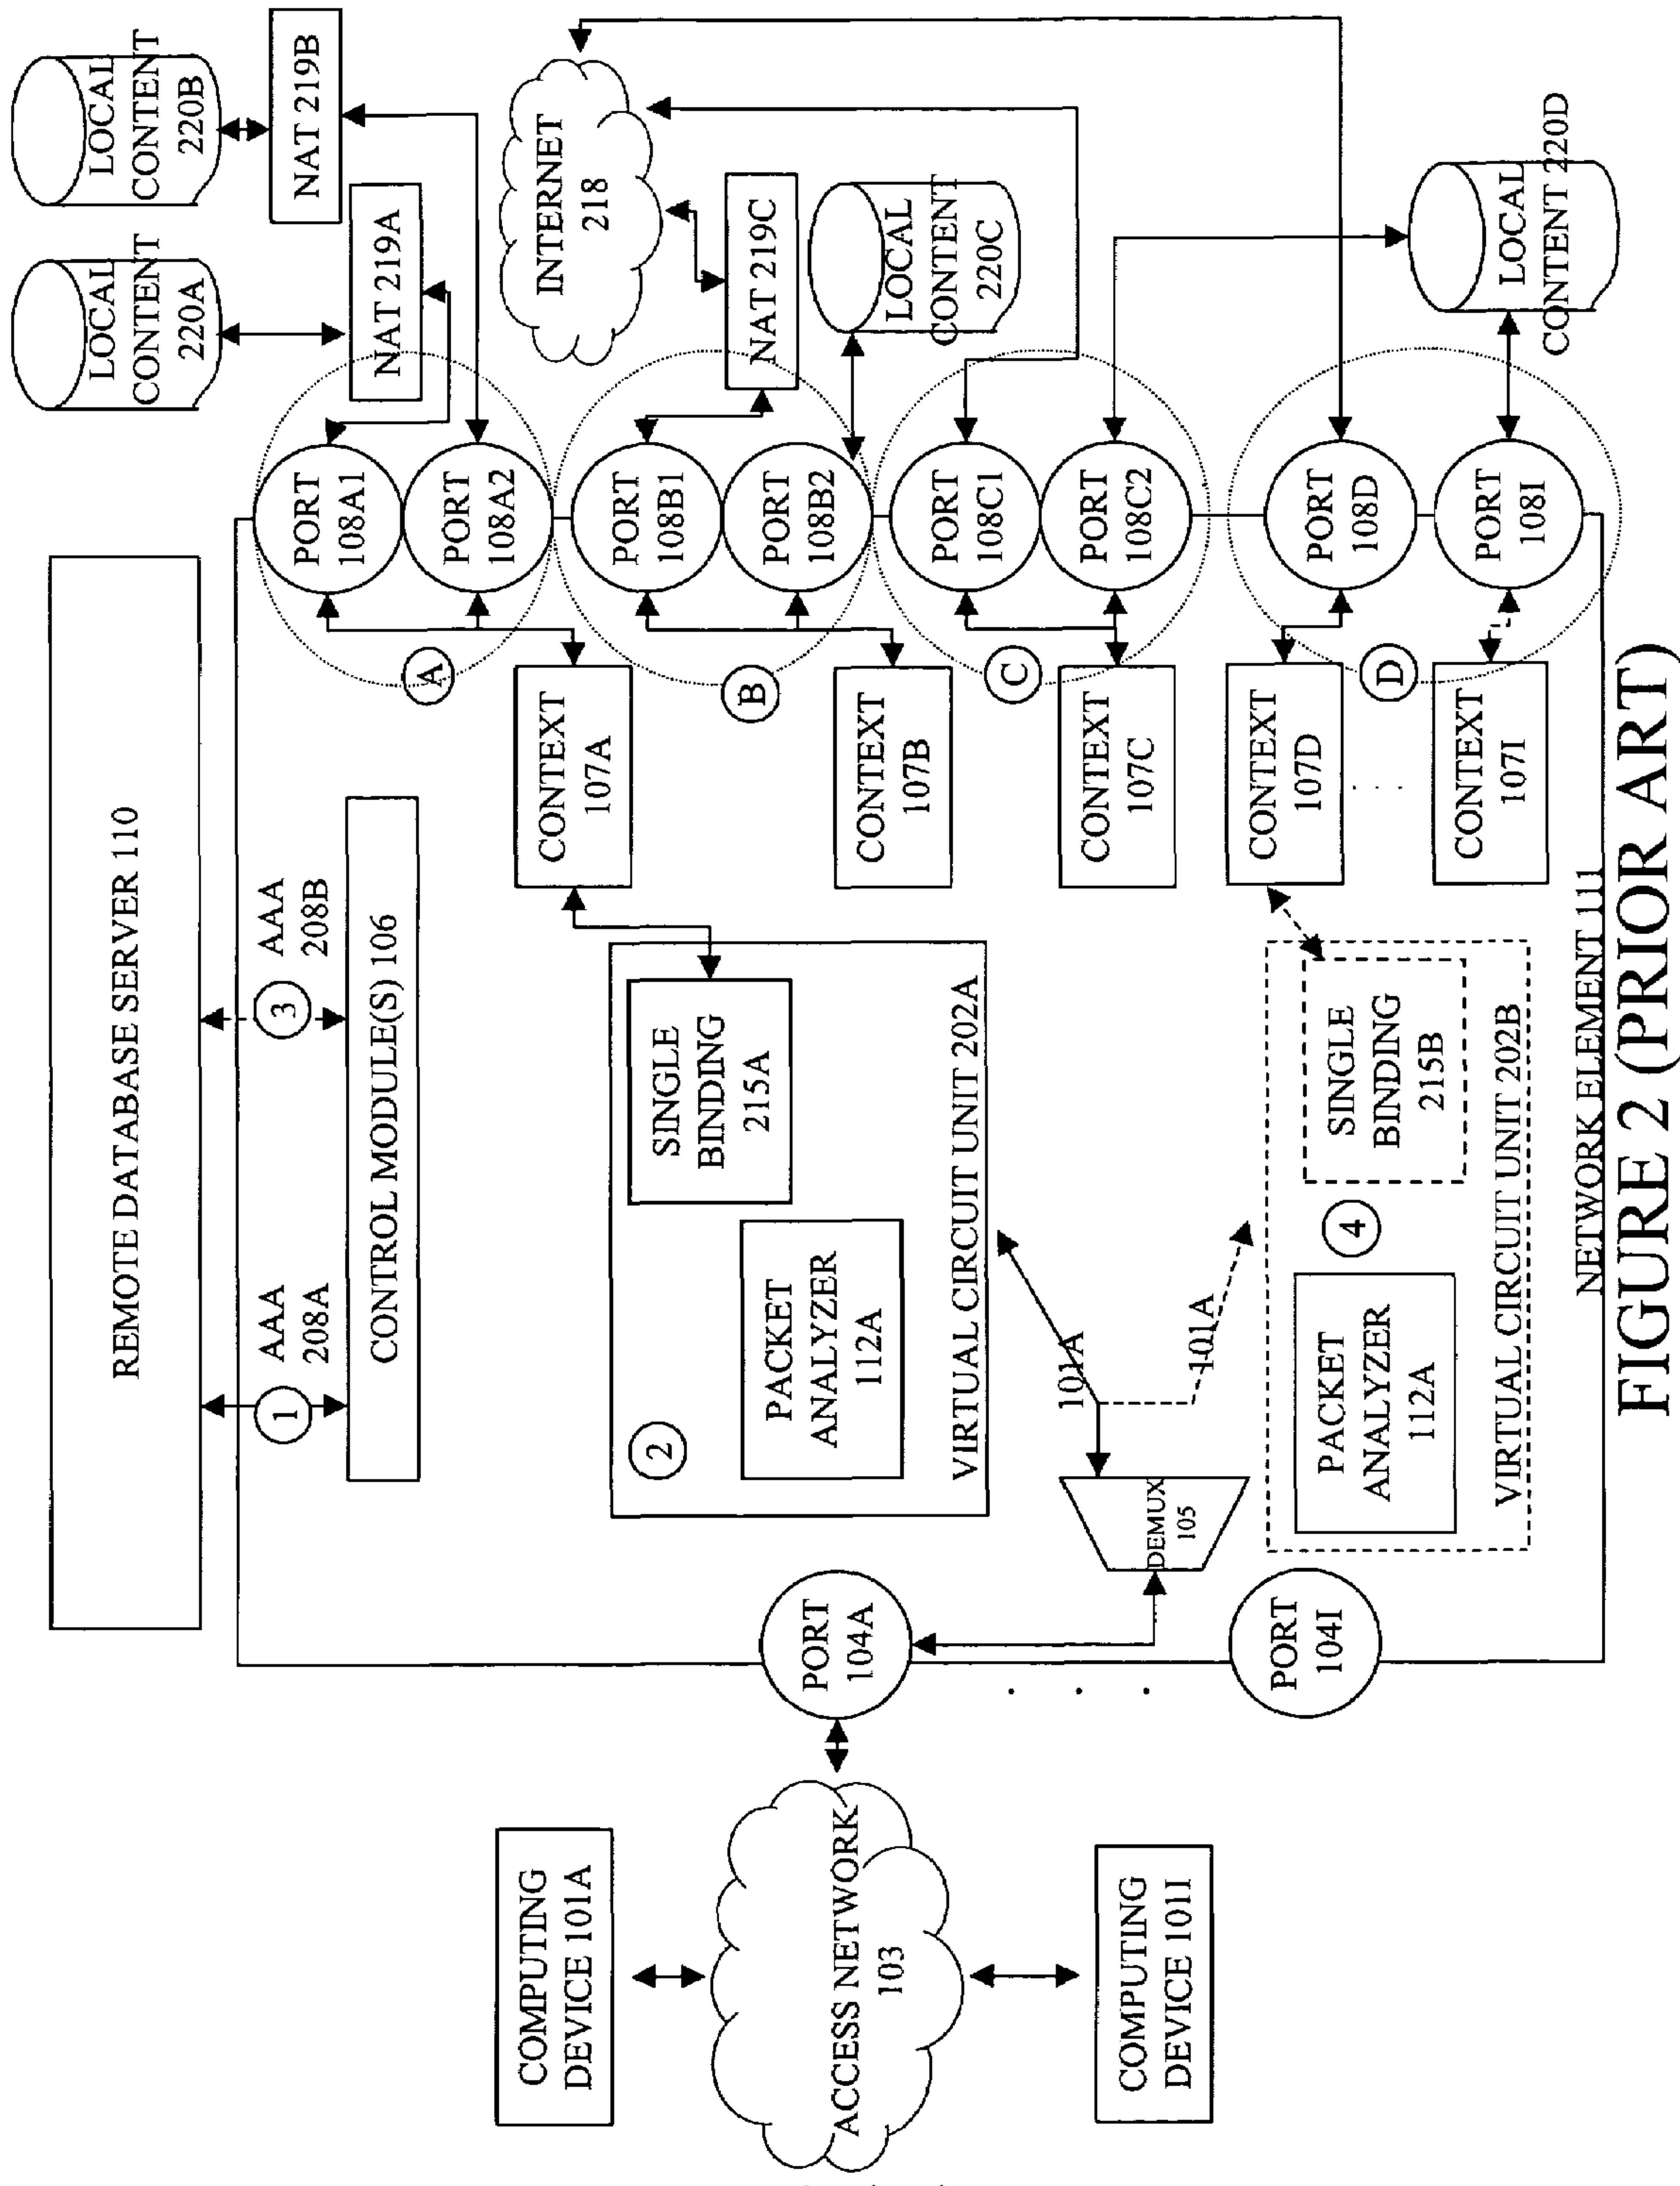 REMOTE DATABASE SERVER 110
1
AAA
208A
3
AAA
208B
CONTROL MODULE(S) 106
LOCAL
CONTENT
220A
LOCAL
CONTENT
220B
NAT 219A
NAT 219B
COMPUTING
DEVICE 101A
ACCESS NETWORK
103
COMPUTING
DEVICE 101I
PORT
104A
. . .
PORT
104I
DEMUX
105
101A
101A
2
PACKET
ANALYZER
112A
SINGLE
BINDING
215A
VIRTUAL CIRCUIT UNIT 202A
PACKET
ANALYZER
112A
4
SINGLE
BINDING
215B
VIRTUAL CIRCUIT UNIT 202B
CONTEXT
107A
CONTEXT
107B
CONTEXT
107C
CONTEXT
107D
. . .
CONTEXT
107I
A
B
C
D
PORT
108A1
PORT
108A2
PORT
108B1
PORT
108B2
PORT
108C1
PORT
108C2
PORT
108D
PORT
108I
INTERNET
218
NAT 219C
LOCAL
CONTENT
220C
LOCAL
CONTENT 220D
NETWORK ELEMENT 111
FIGURE 2 (PRIOR ART)